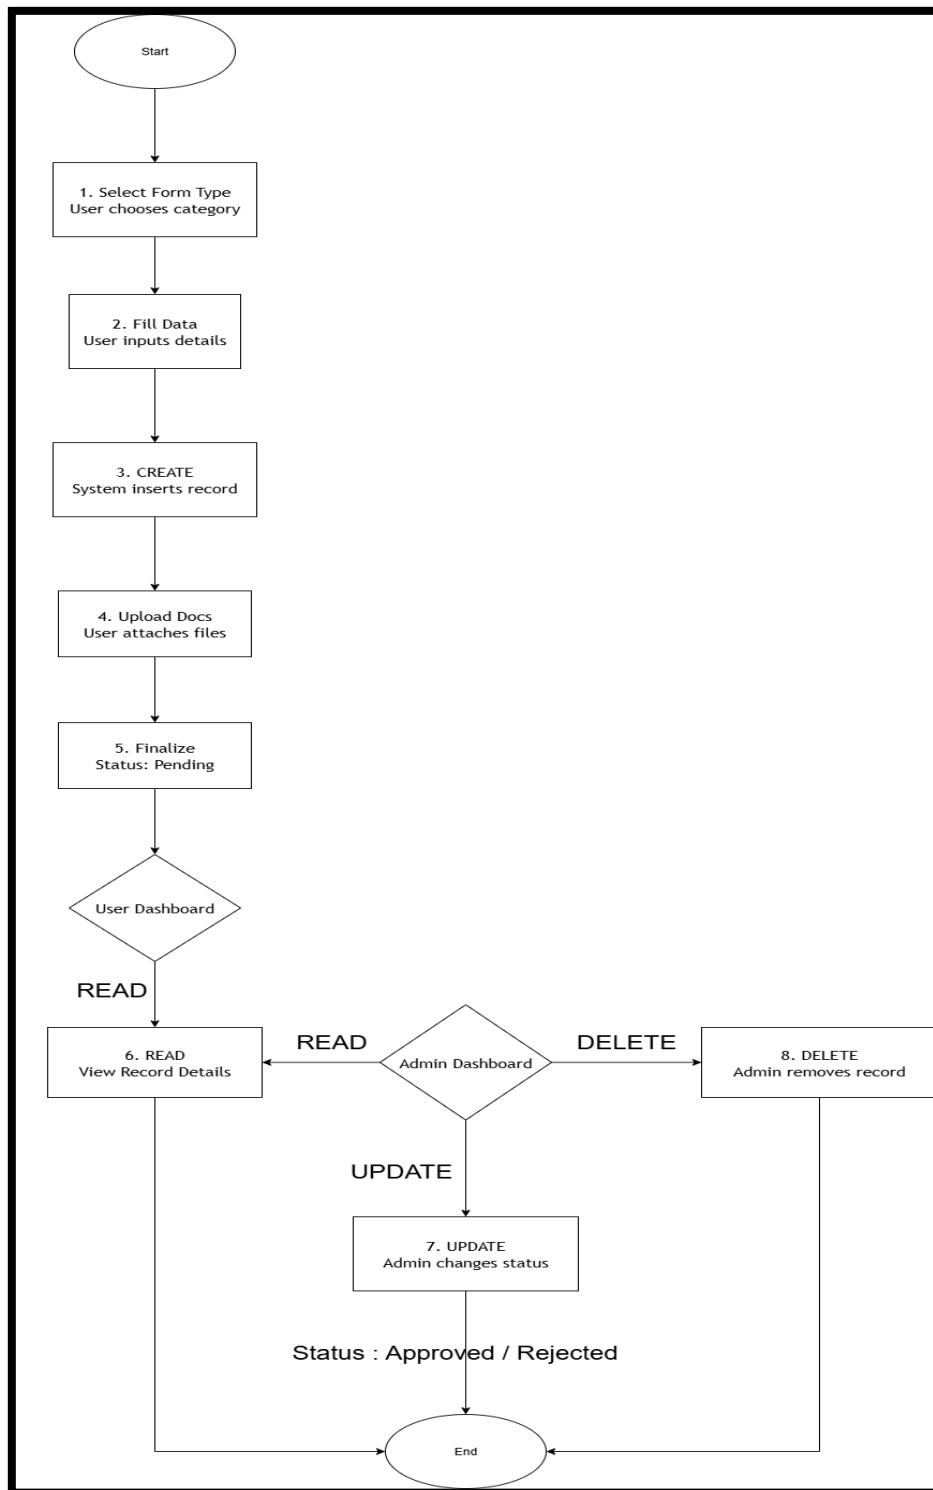 Start
1. Select Form Type
User chooses category
2. Fill Data
User inputs details
3. CREATE
System inserts record
4. Upload Docs
User attaches files
5. Finalize
Status: Pending
User Dashboard
READ
6. READ
View Record Details
READ
Admin Dashboard
DELETE
8. DELETE
Admin removes record
UPDATE
7. UPDATE
Admin changes status
Status : Approved / Rejected
End